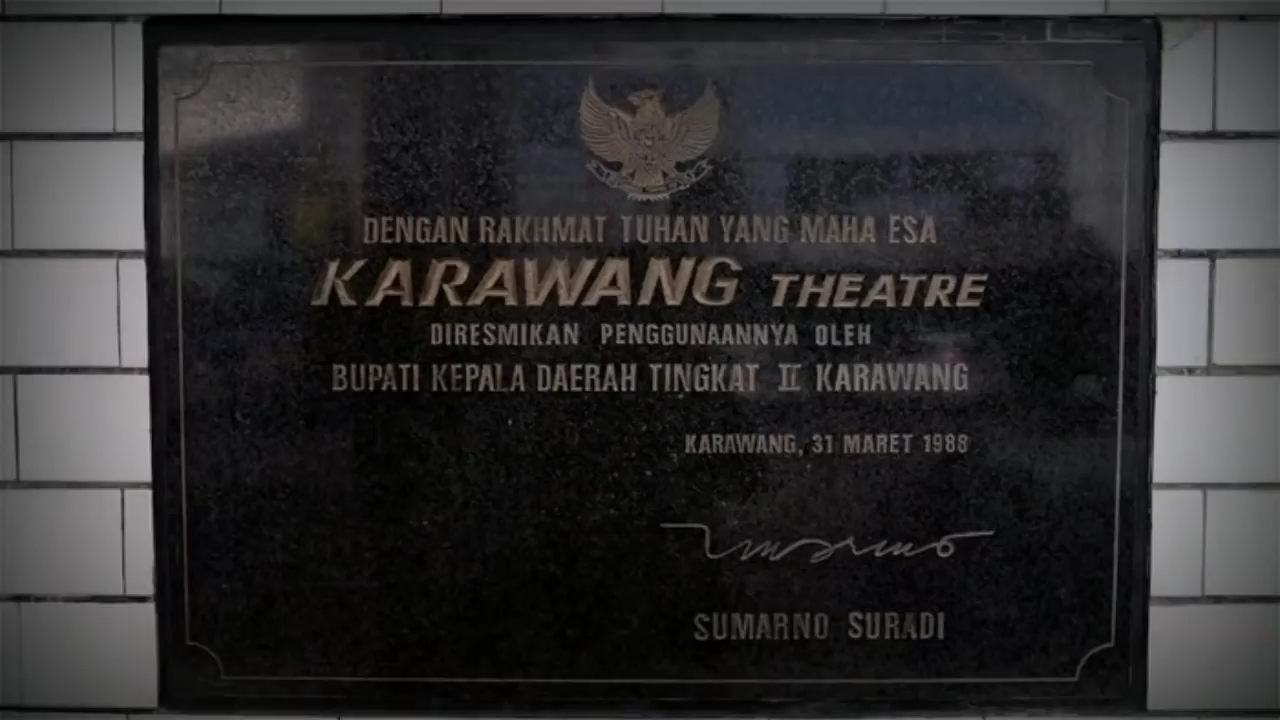 DENGAN RAKHMAT TUHAN YANG MAHA ESA
KARAWANG THEATRE
DIRESMIKAN PENGGUNAANNYA OLEH
BUPATI KEPALA DAERAH TINGKAT II KARAWANG
KARAWANG, 31 MARET 1988
SUMARNO SURADI